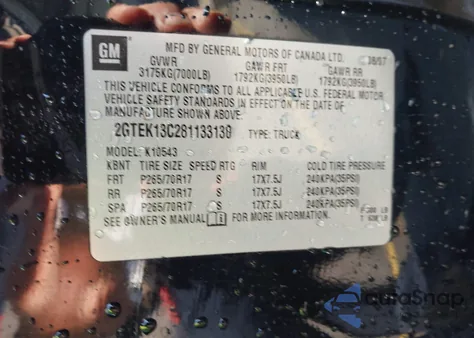 GM
MFD BY GENERAL MOTORS OF CANADA LTD.
GVWR GAWR FRT GAWR RR
3175KG(7000LB) 1792KG(3950LB) 1792KG(3950LB)
THIS VEHICLE CONFORMS TO ALL APPLICABLE U.S. FEDERAL MOTOR
VEHICLE SAFETY STANDARDS IN EFFECT ON THE DATE OF
MANUFACTURE SHOWN ABOVE.
2GTEK13C281133139 TYPE: TRUCK
MODEL: K10543
TIRE SIZE SPEED RTG RIM COLD TIRE PRESSURE
FRT P265/70R17 S 17X7.5J 240KPA(35PSI)
RR P265/70R17 S 17X7.5J 240KPA(35PSI)
SPA P265/70R17 S 17X7.5J 240KPA(35PSI)
SEE OWNER'S MANUAL
AutoSnap